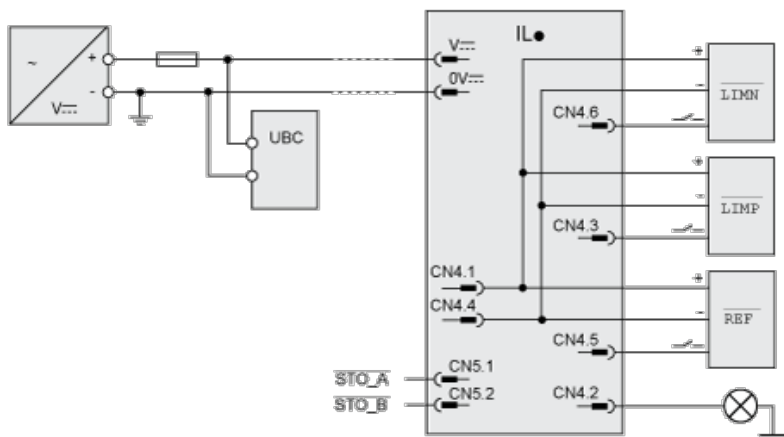 ~
+
-
V
IL●
V
0V
UBC
CN4.6
CN4.3
CN4.1
CN4.4
CN4.5
CN5.1
CN5.2
CN4.2
STO_A
STO_B
+
-
LIMN
+
-
LIMP
+
-
REF